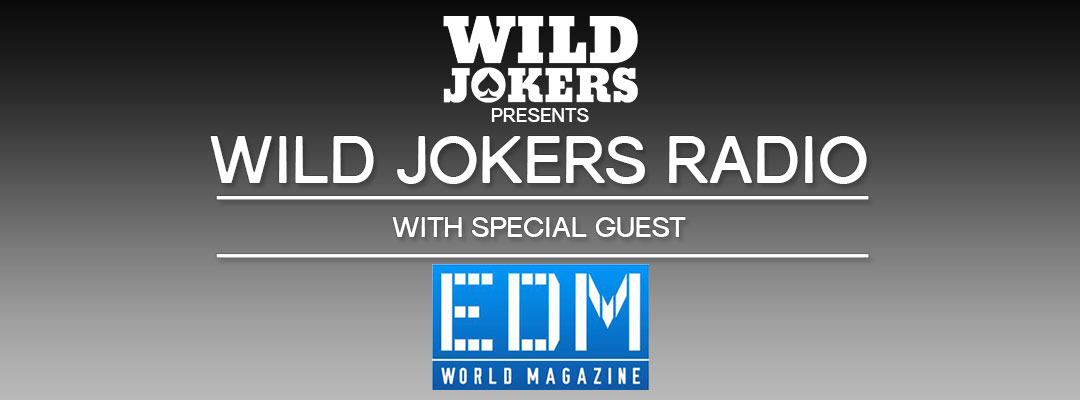 WILD
JOKERS
PRESENTS
WILD JOKERS RADIO
WITH SPECIAL GUEST
EDM
WORLD MAGAZINE